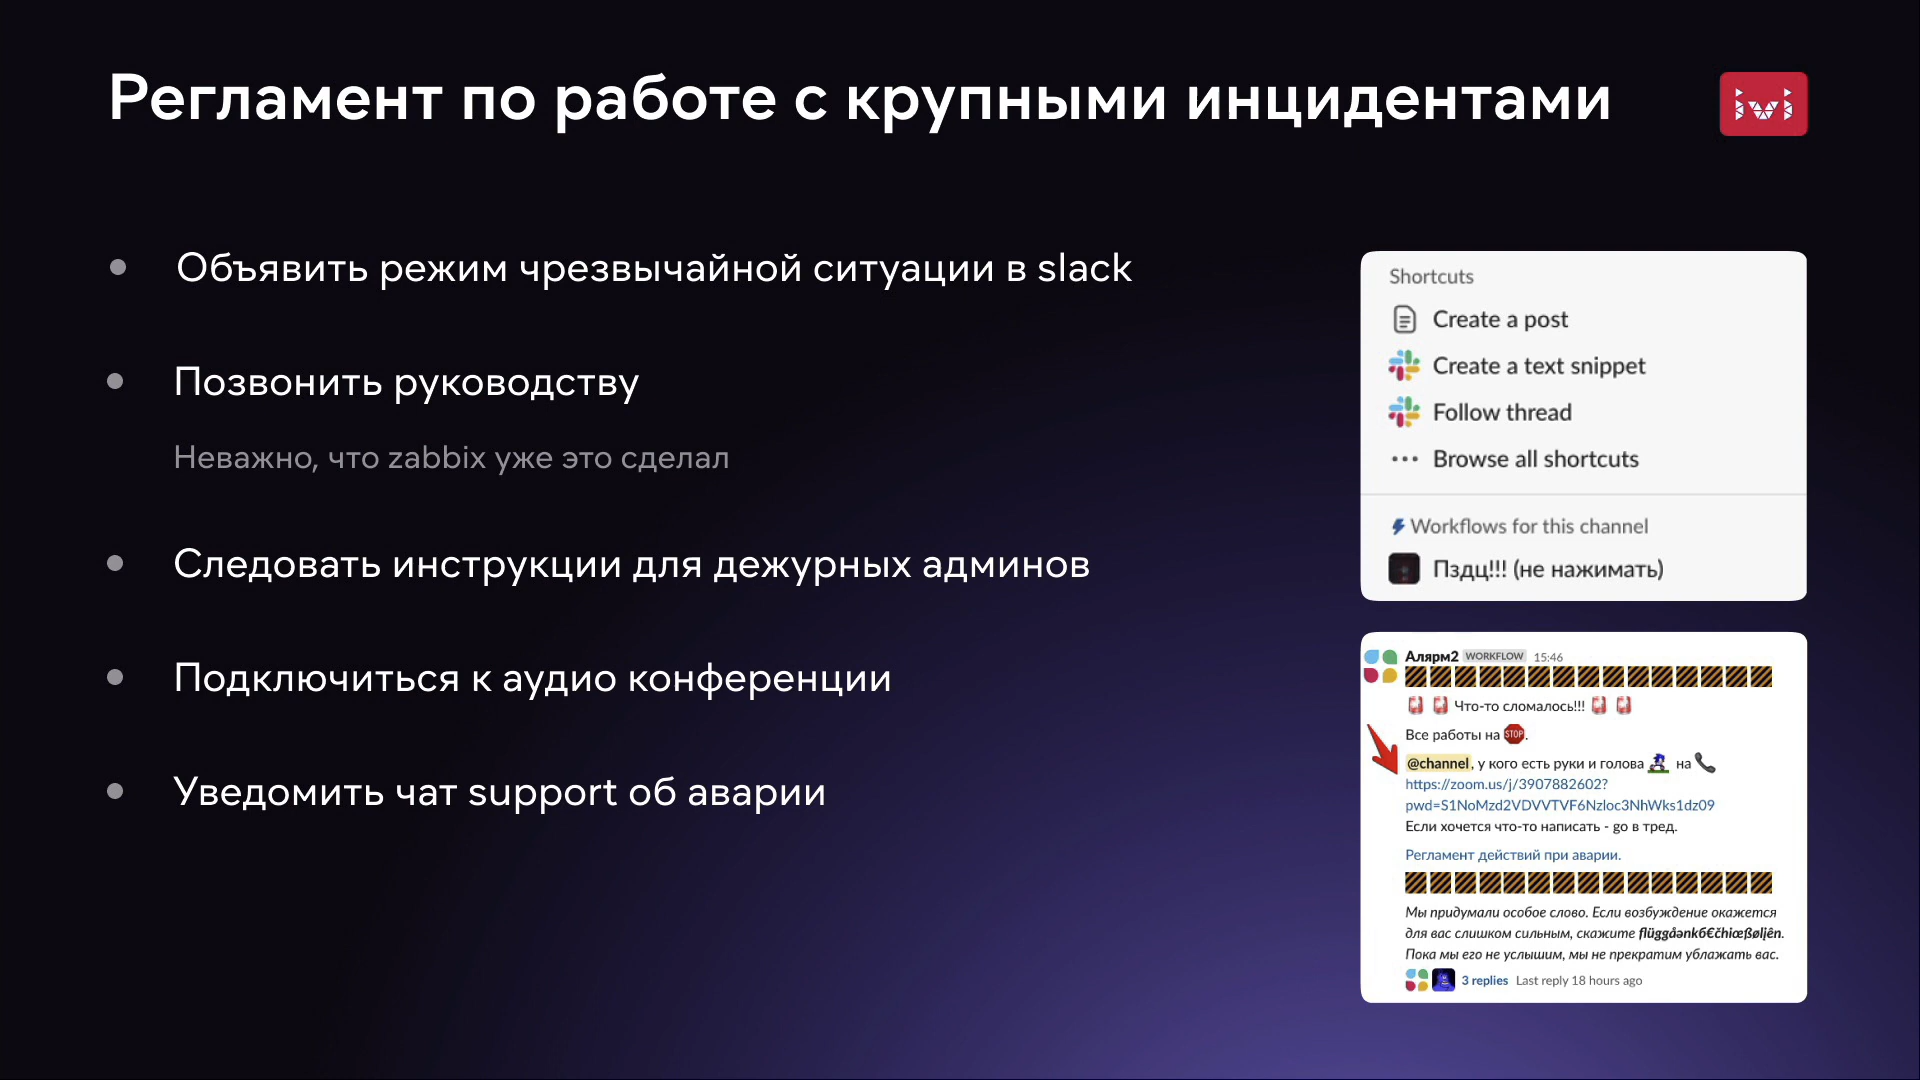 Регламент по работе с крупными инцидентами
ivi
Объявить режим чрезвычайной ситуации в slack
Позвонить руководству
Неважно, что zabbix уже это сделал
Следовать инструкции для дежурных админов
Подключиться к аудио конференции
Уведомить чат support об аварии
Shortcuts
Create a post
Create a text snippet
Follow thread
Browse all shortcuts
Workflows for this channel
Пздц!!! (не нажимать)
Алярм2 WORKFLOW 15:46
Что-то сломалось!!!
Все работы на STOP.
@channel, у кого есть руки и голова на
https://zoom.us/j/3907882602?
pwd=S1NoMzd2VDVVTVF6Nzloc3NhWks1dz09
Если хочется что-то написать - go в тред.
Регламент действий при аварии.
Мы придумали особое слово. Если возбуждение окажется
для вас слишком сильным, скажите
Пока мы его не услышим, мы не прекратим ублажать вас.
3 replies Last reply 18 hours ago